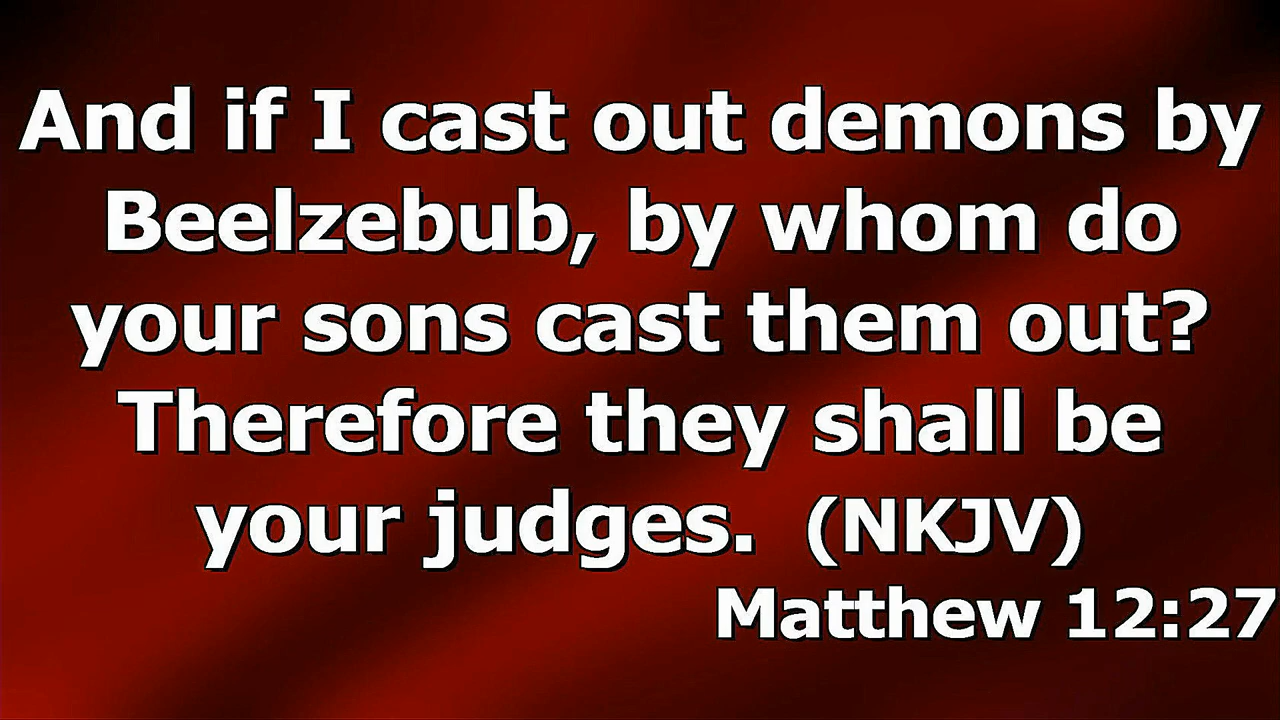 And if I cast out demons by
Beelzebub, by whom do
your sons cast them out?
Therefore they shall be
your judges. (NKJV)
Matthew 12:27